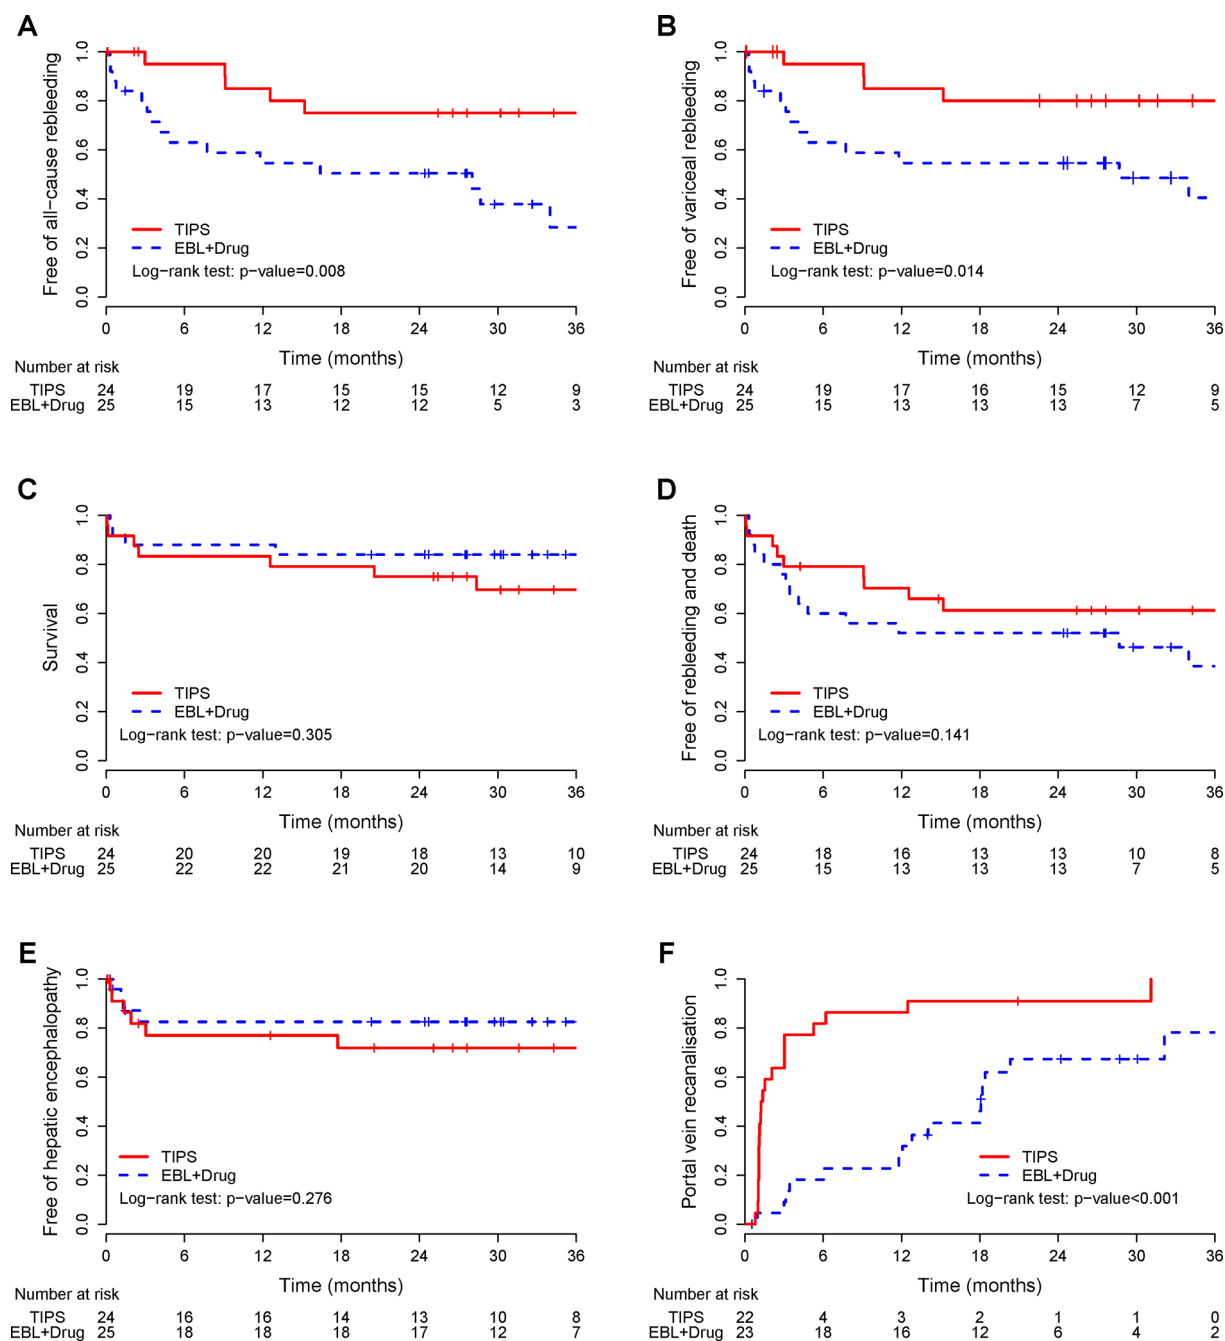 A
Free of all−cause rebleeding
1.0
0.8
0.6
0.4
0.2
0.0
TIPS
EBL+Drug
Log−rank test: p−value=0.008
0 6 12 18 24 30 36
Time (months)
Number at risk
TIPS 24 19 17 15 15 12 9
EBL+Drug 25 15 13 12 12 5 3
B
Free of variceal rebleeding
1.0
0.8
0.6
0.4
0.2
0.0
TIPS
EBL+Drug
Log−rank test: p−value=0.014
0 6 12 18 24 30 36
Time (months)
Number at risk
TIPS 24 19 17 16 15 12 9
EBL+Drug 25 15 13 13 13 7 5
C
Survival
1.0
0.8
0.6
0.4
0.2
0.0
TIPS
EBL+Drug
Log−rank test: p−value=0.305
0 6 12 18 24 30 36
Time (months)
Number at risk
TIPS 24 20 20 19 18 13 10
EBL+Drug 25 22 22 21 20 14 9
D
Free of rebleeding and death
1.0
0.8
0.6
0.4
0.2
0.0
TIPS
EBL+Drug
Log−rank test: p−value=0.141
0 6 12 18 24 30 36
Time (months)
Number at risk
TIPS 24 18 16 13 13 10 8
EBL+Drug 25 15 13 13 13 7 5
E
Free of hepatic encephalopathy
1.0
0.8
0.6
0.4
0.2
0.0
TIPS
EBL+Drug
Log−rank test: p−value=0.276
0 6 12 18 24 30 36
Time (months)
Number at risk
TIPS 24 16 16 14 13 10 8
EBL+Drug 25 18 18 18 17 12 7
F
Portal vein recanalisation
1.0
0.8
0.6
0.4
0.2
0.0
TIPS
EBL+Drug
Log−rank test: p−value<0.001
0 6 12 18 24 30 36
Time (months)
Number at risk
TIPS 22 4 3 2 1 1 0
EBL+Drug 23 18 16 12 6 4 2